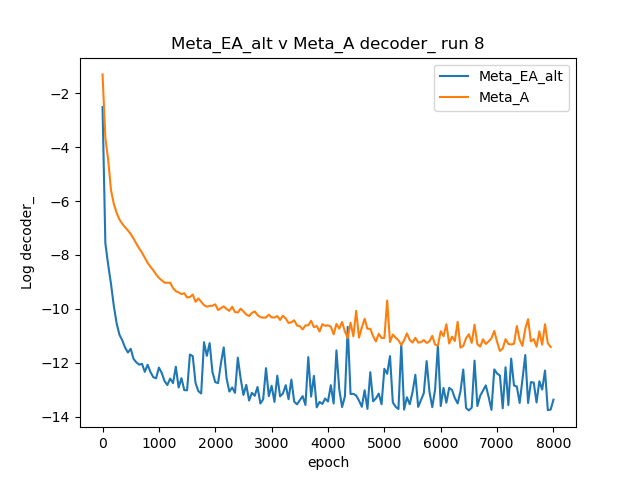 Meta_EA_alt v Meta_A decoder_ run 8
Meta_EA_alt
Meta_A
Log decoder_
−2
−4
−6
−8
−10
−12
−14
0 1000 2000 3000 4000 5000 6000 7000 8000
epoch